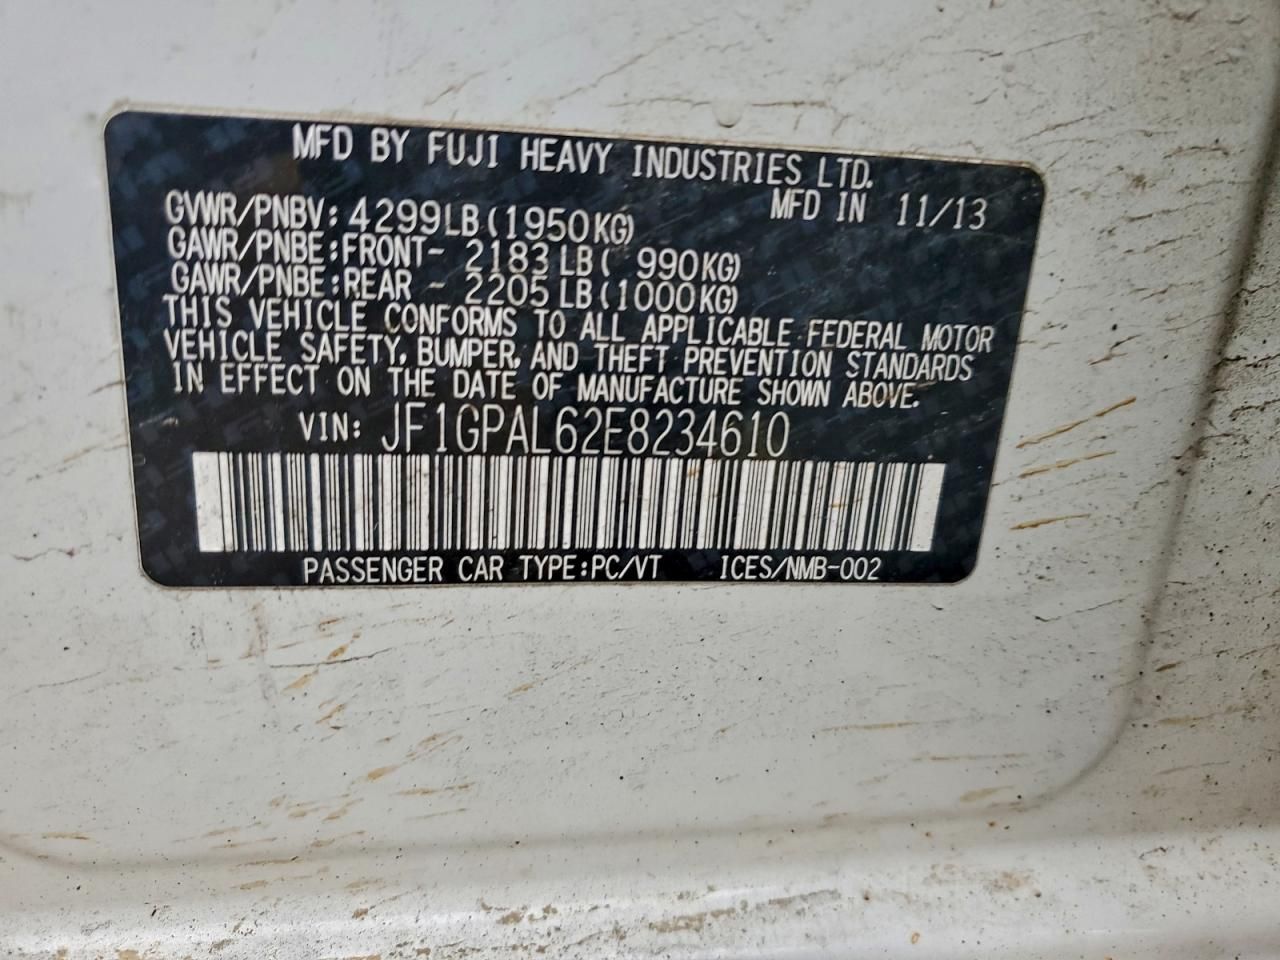 MFD BY FUJI HEAVY INDUSTRIES LTD.
MFD IN 11/13
GVWR/PNBV: 4299LB(1950KG)
GAWR/PNBE:FRONT- 2183LB( 990KG)
GAWR/PNBE:REAR - 2205LB(1000KG)
THIS VEHICLE CONFORMS TO ALL APPLICABLE FEDERAL MOTOR
VEHICLE SAFETY, BUMPER, AND THEFT PREVENTION STANDARDS
IN EFFECT ON THE DATE OF MANUFACTURE SHOWN ABOVE.
VIN: JF1GPAL62E8234610
PASSENGER CAR TYPE:PC/VT ICES/NMB-002